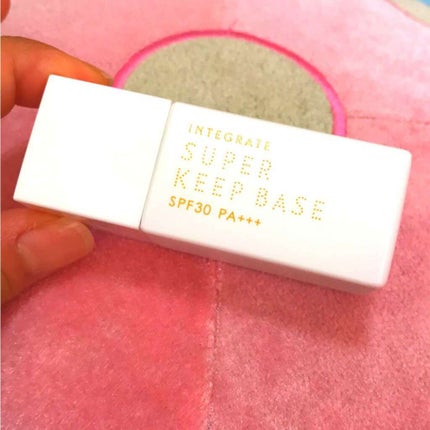 INTEGRATE
SUPER
KEEP BASE
SPF30 PA+++